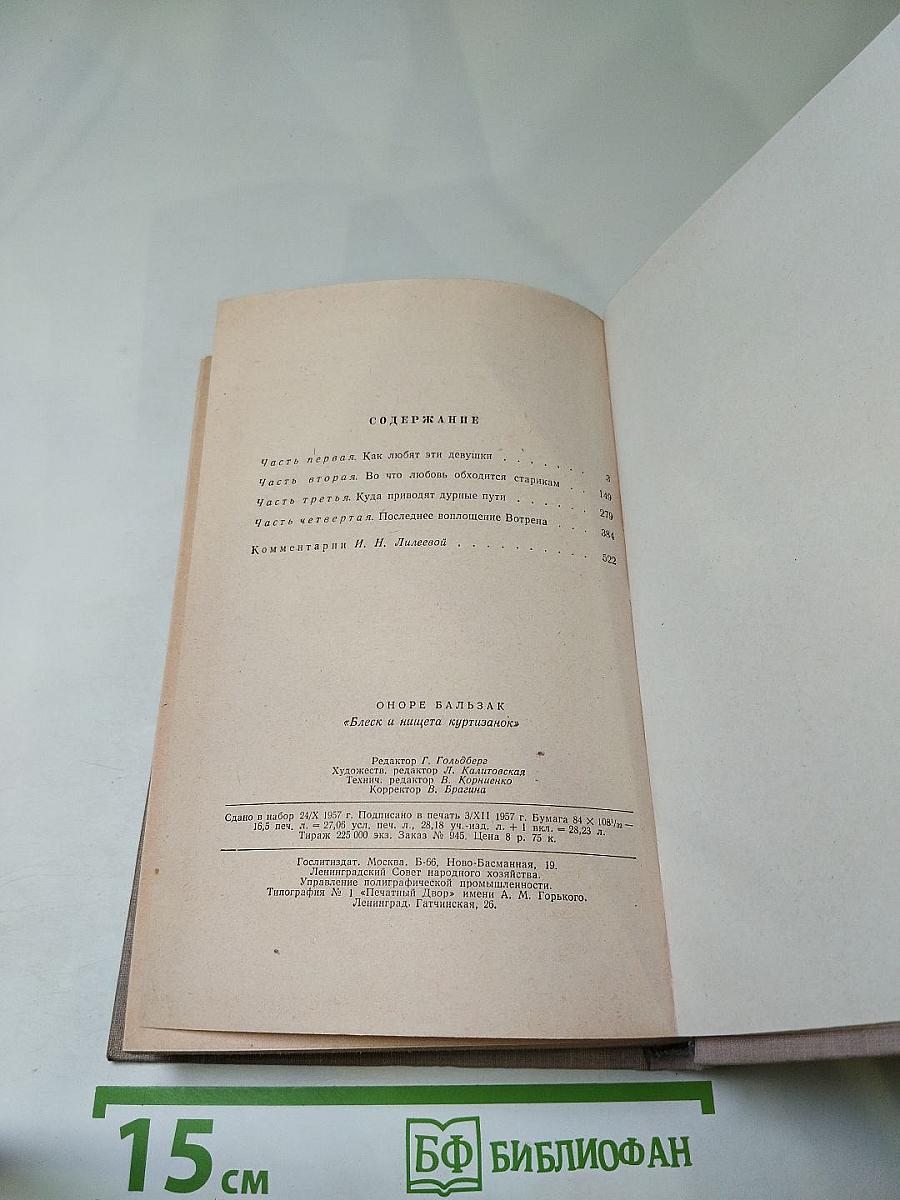 СОДЕРЖАНИЕ
Часть первая. Как любят эти девушки . . . . . . . 3
Часть вторая. Во что любовь обходится старикам . . 149
Часть третья. Куда приводят дурные пути . . . . . . 279
Часть четвертая. Последнее воплощение Вотрена . . . 384
Комментарии И. Н. Лилеевой . . . . . . . . . . . 522
ОНОРЕ БАЛЬЗАК
«Блеск и нищета куртизанок»
Редактор Г. Гольдберг
Художеств. редактор Л. Калитовская
Технич. редактор В. Корниенко
Корректор В. Брагина
Сдано в набор 24/X 1957 г. Подписано в печать 3/XII 1957 г. Бумага 84 × 108¹/₃₂ —
16,5 печ. л. = 27,06 усл. печ. л., 28,18 уч.-изд. л. + 1 вкл. = 28,23 л.
Тираж 225 000 экз. Заказ № 945. Цена 8 р. 75 к.
Гослитиздат. Москва, Б-66, Ново-Басманная, 19.
Ленинградский Совет народного хозяйства.
Управление полиграфической промышленности.
Типография № 1 «Печатный Двор» имени А. М. Горького.
Ленинград, Гатчинская, 26.
15 см
БФ БИБЛИОФАН